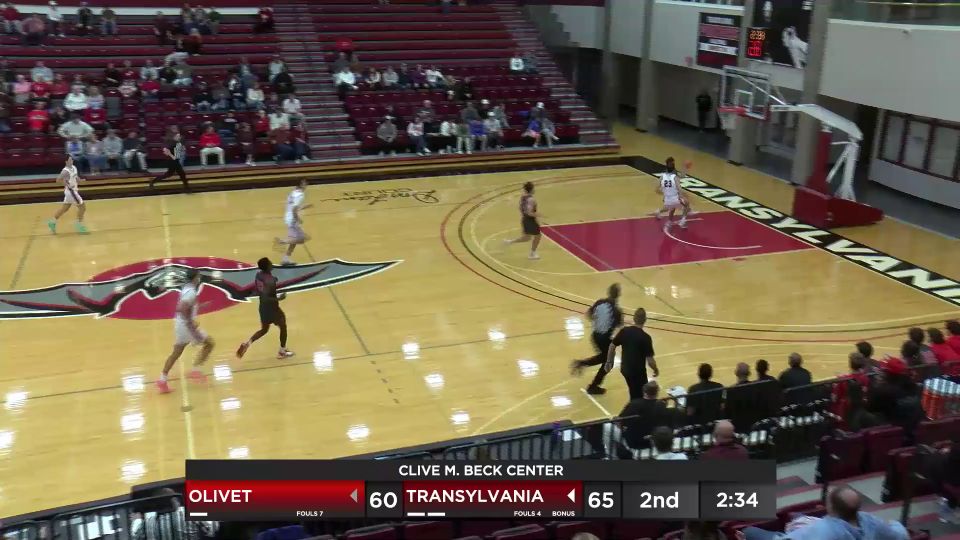 23
TRANSYLVANIA
CLIVE M. BECK CENTER
OLIVET 60 TRANSYLVANIA 65 2nd 2:34
FOULS 7 FOULS 4 BONUS